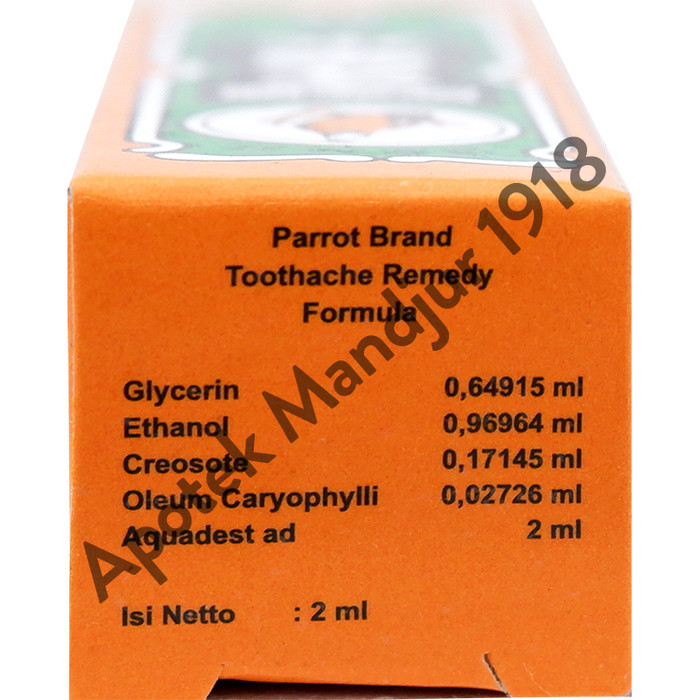 Parrot Brand
Toothache Remedy
Formula
Glycerin 0,64915 ml
Ethanol 0,96964 ml
Creosote 0,17145 ml
Oleum Caryophylli 0,02726 ml
Aquadest ad 2 ml
Isi Netto : 2 ml
Apotek Mandjur 1918